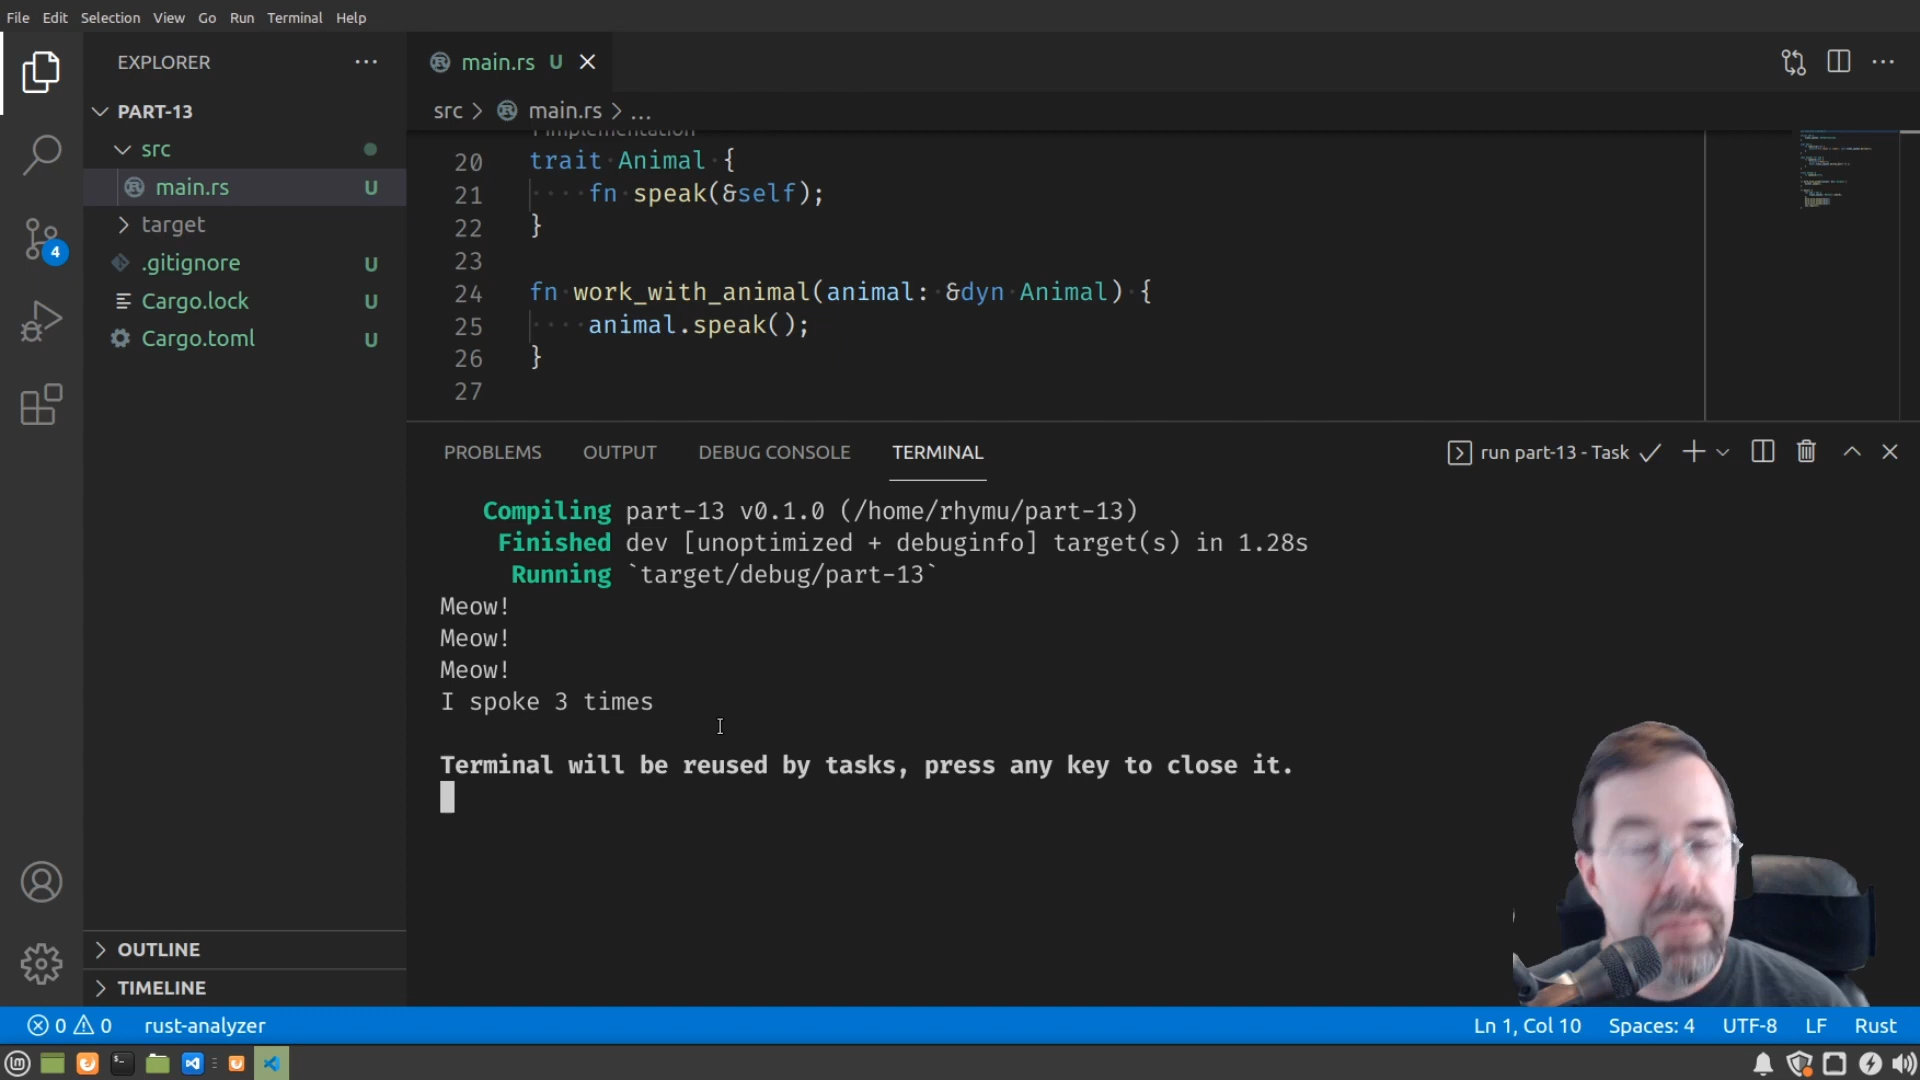 File Edit Selection View Go Run Terminal Help
EXPLORER
main.rs U
PART-13
src > main.rs > ...
src
main.rs U
target
.gitignore U
Cargo.lock U
Cargo.toml U
4
1 implementation
20 trait Animal {
21 fn speak(&self);
22 }
23
24 fn work_with_animal(animal: &dyn Animal) {
25 animal.speak();
26 }
27
PROBLEMS OUTPUT DEBUG CONSOLE TERMINAL
run part-13 - Task
Compiling part-13 v0.1.0 (/home/rhymu/part-13)
Finished dev [unoptimized + debuginfo] target(s) in 1.28s
Running `target/debug/part-13`
Meow!
Meow!
Meow!
I spoke 3 times
Terminal will be reused by tasks, press any key to close it.
OUTLINE
TIMELINE
0 0 rust-analyzer
Ln 1, Col 10 Spaces: 4 UTF-8 LF Rust